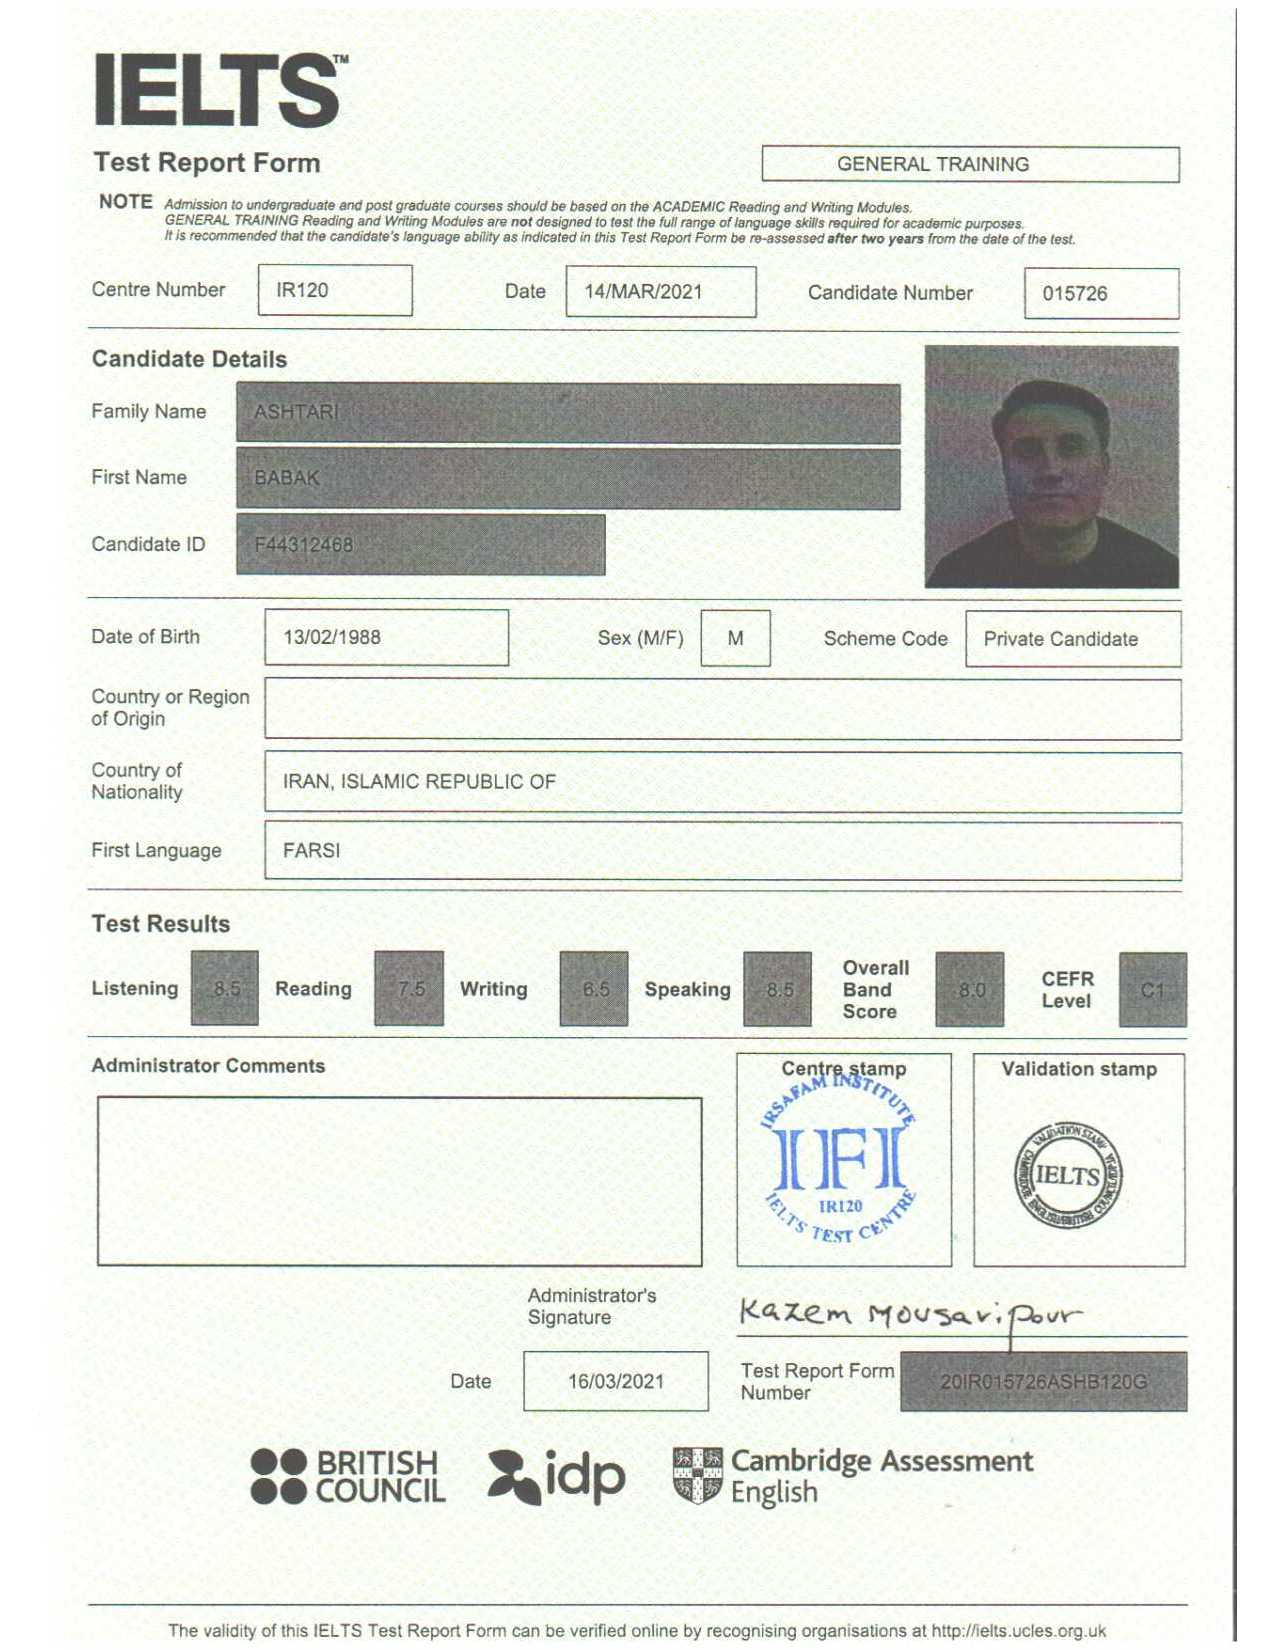 IELTS™
Test Report Form
GENERAL TRAINING
NOTE Admission to undergraduate and post graduate courses should be based on the ACADEMIC Reading and Writing Modules.
GENERAL TRAINING Reading and Writing Modules are not designed to test the full range of language skills required for academic purposes.
It is recommended that the candidate's language ability as indicated in this Test Report Form be re-assessed after two years from the date of the test.
Centre Number IR120 Date 14/MAR/2021 Candidate Number 015726
Candidate Details
Family Name ASHTARI
First Name BABAK
Candidate ID F44312468
Date of Birth 13/02/1988 Sex (M/F) M Scheme Code Private Candidate
Country or Region
of Origin
Country of
Nationality
IRAN, ISLAMIC REPUBLIC OF
First Language FARSI
Test Results
Listening 8.5 Reading 7.5 Writing 6.5 Speaking 8.5 Overall Band Score 8.0 CEFR Level C1
Administrator Comments
Centre stamp
IRSAFAM INSTITUTE
IFI
IR120
IELTS TEST CENTRE
Validation stamp
VALIDATION STAMP
IELTS
Administrator's
Signature
Kazem Mousavipour
Date 16/03/2021
Test Report Form
Number
20IR015726ASHB120G
BRITISH
COUNCIL
idp
Cambridge Assessment
English
The validity of this IELTS Test Report Form can be verified online by recognising organisations at http://ielts.ucles.org.uk